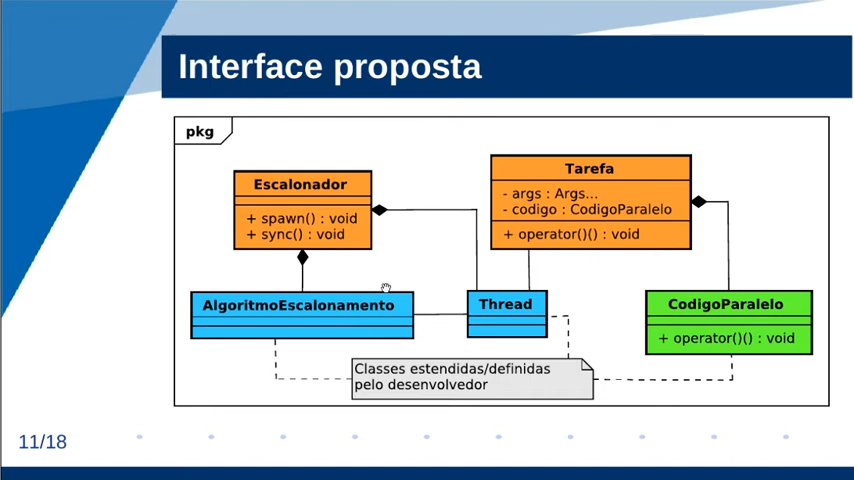 Interface proposta
pkg
Escalonador
+ spawn() : void
+ sync() : void
Tarefa
- args : Args...
- codigo : CodigoParalelo
+ operator()() : void
AlgoritmoEscalonamento
Thread
CodigoParalelo
+ operator()() : void
Classes estendidas/definidas
pelo desenvolvedor
11/18